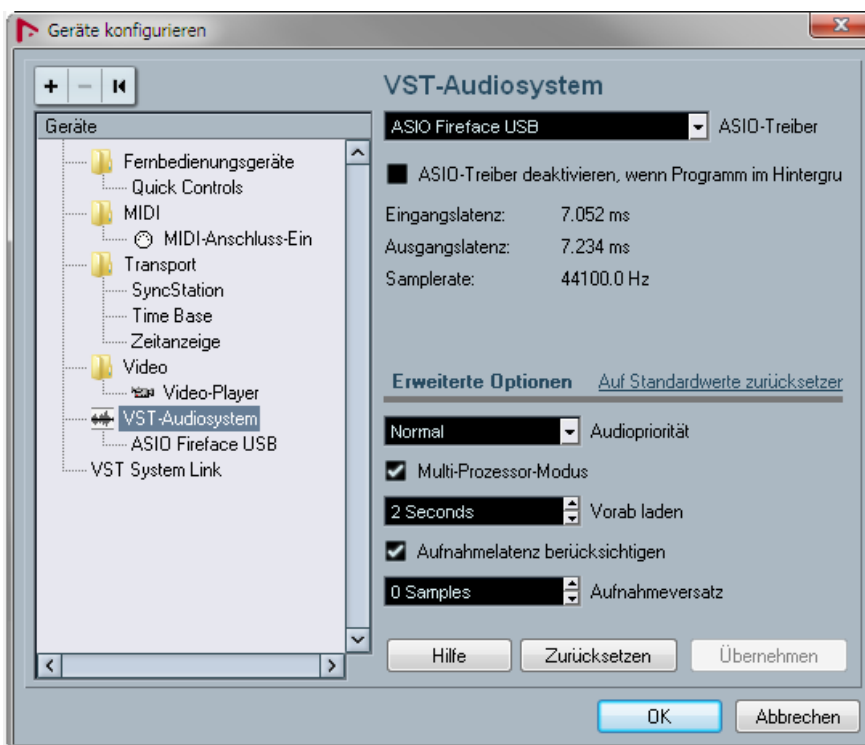 Geräte konfigurieren
VST-Audiosystem
Geräte
ASIO Fireface USB ASIO-Treiber
Fernbedienungsgeräte
Quick Controls
MIDI
MIDI-Anschluss-Ein
Transport
SyncStation
Time Base
Zeitanzeige
Video
Video-Player
VST-Audiosystem
ASIO Fireface USB
VST System Link
ASIO-Treiber deaktivieren, wenn Programm im Hintergru
Eingangslatenz: 7.052 ms
Ausgangslatenz: 7.234 ms
Samplerate: 44100.0 Hz
Erweiterte Optionen Auf Standardwerte zurücksetzer
Normal Audiopriorität
Multi-Prozessor-Modus
2 Seconds Vorab laden
Aufnahmelatenz berücksichtigen
0 Samples Aufnahmeversatz
Hilfe Zurücksetzen Übernehmen
OK Abbrechen